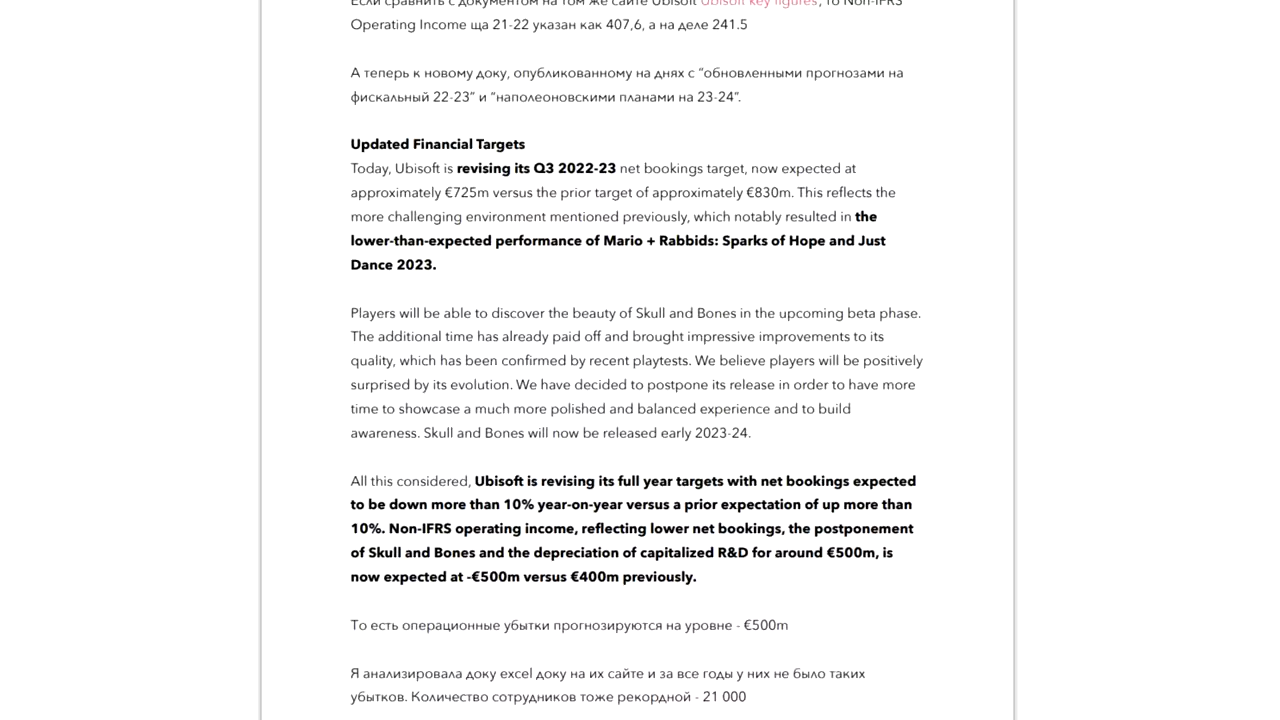 Если сравнить с документом на том же сайте Ubisoft Ubisoft key figures , то Non-IFRS
Operating Income ща 21-22 указан как 407,6, а на деле 241.5
А теперь к новому доку, опубликованному на днях с “обновленными прогнозами на
фискальный 22-23” и “наполеоновскими планами на 23-24”.
Updated Financial Targets
Today, Ubisoft is revising its Q3 2022-23 net bookings target, now expected at
approximately €725m versus the prior target of approximately €830m. This reflects the
more challenging environment mentioned previously, which notably resulted in the
lower-than-expected performance of Mario + Rabbids: Sparks of Hope and Just
Dance 2023.
Players will be able to discover the beauty of Skull and Bones in the upcoming beta phase.
The additional time has already paid off and brought impressive improvements to its
quality, which has been confirmed by recent playtests. We believe players will be positively
surprised by its evolution. We have decided to postpone its release in order to have more
time to showcase a much more polished and balanced experience and to build
awareness. Skull and Bones will now be released early 2023-24.
All this considered, Ubisoft is revising its full year targets with net bookings expected
to be down more than 10% year-on-year versus a prior expectation of up more than
10%. Non-IFRS operating income, reflecting lower net bookings, the postponement
of Skull and Bones and the depreciation of capitalized R&D for around €500m, is
now expected at -€500m versus €400m previously.
То есть операционные убытки прогнозируются на уровне - €500m
Я анализировала доку excel доку на их сайте и за все годы у них не было таких
убытков. Количество сотрудников тоже рекордной - 21 000